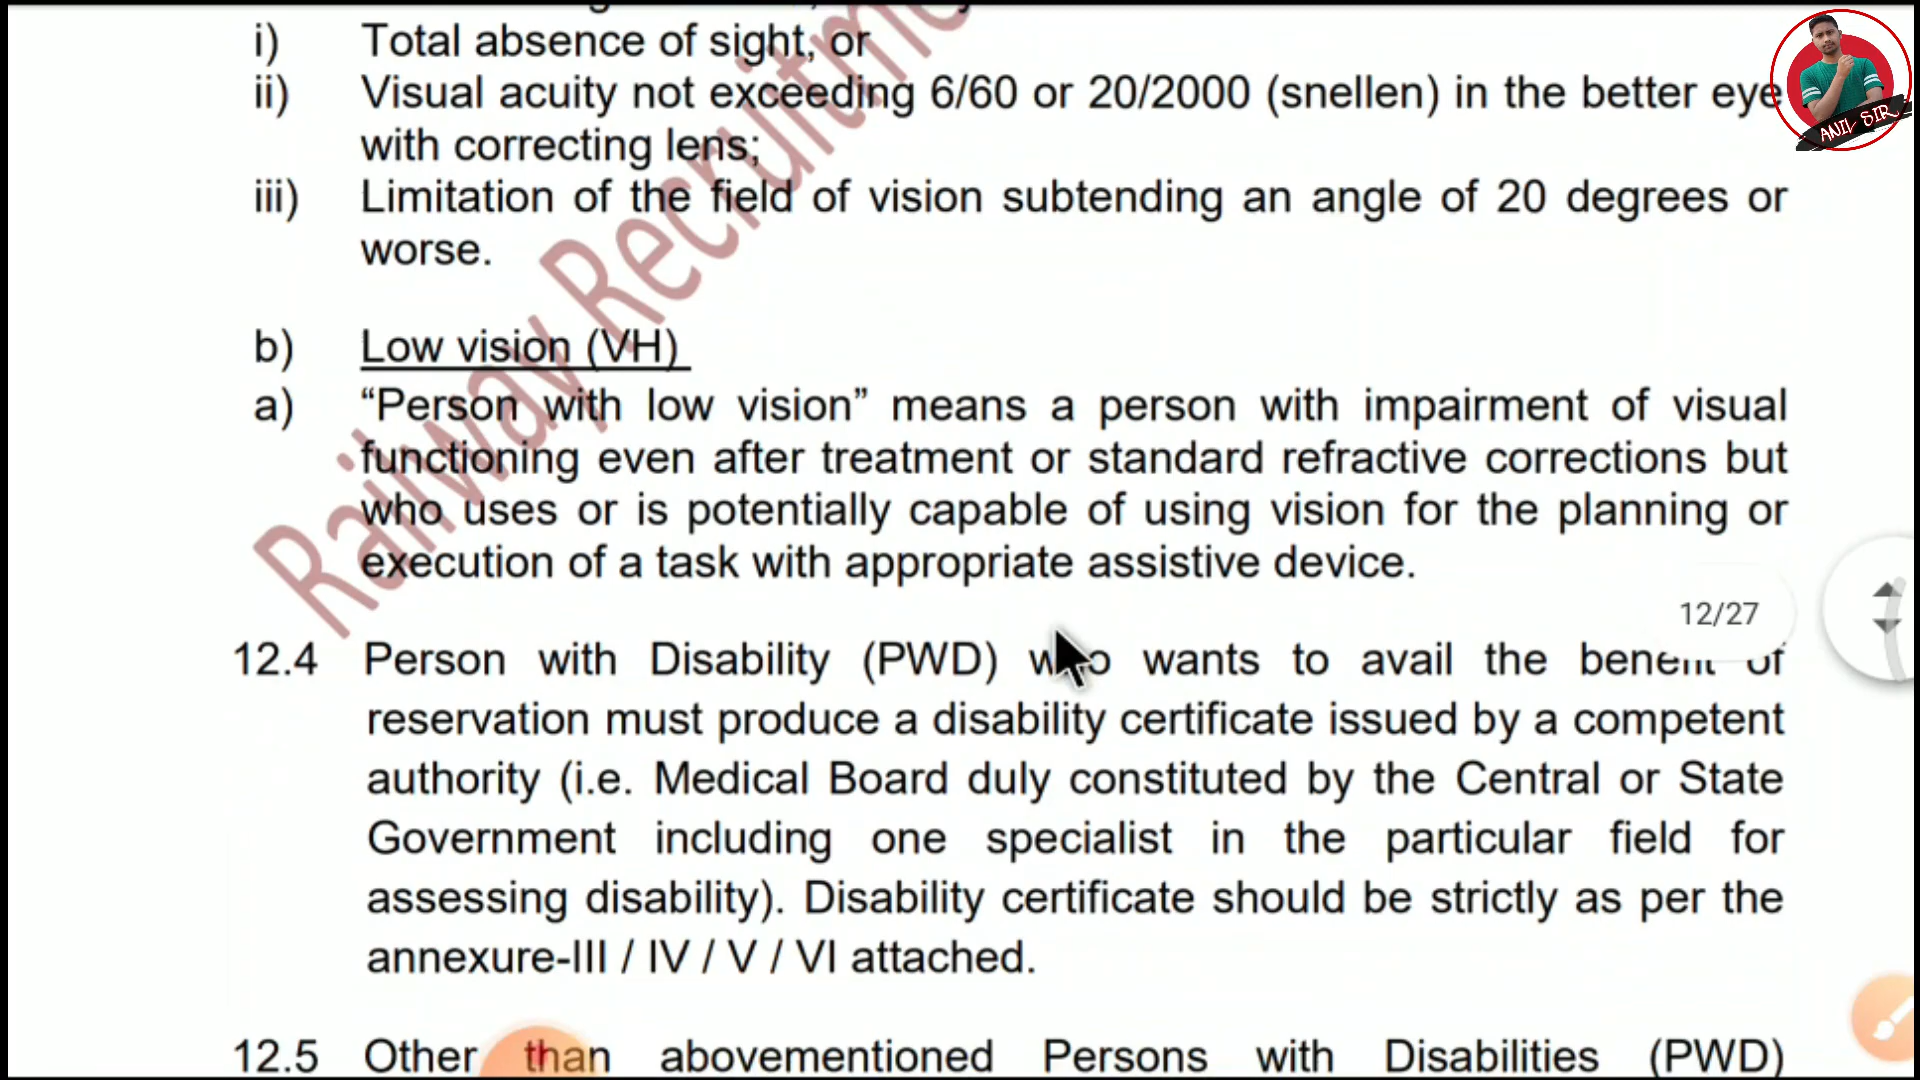 i) Total absence of sight, or
ii) Visual acuity not exceeding 6/60 or 20/2000 (snellen) in the better eye
with correcting lens;
iii) Limitation of the field of vision subtending an angle of 20 degrees or
worse.
b) Low vision (VH)
a) “Person with low vision” means a person with impairment of visual
functioning even after treatment or standard refractive corrections but
who uses or is potentially capable of using vision for the planning or
execution of a task with appropriate assistive device.
12/27
12.4 Person with Disability (PWD) who wants to avail the benefit of
reservation must produce a disability certificate issued by a competent
authority (i.e. Medical Board duly constituted by the Central or State
Government including one specialist in the particular field for
assessing disability). Disability certificate should be strictly as per the
annexure-III / IV / V / VI attached.
12.5 Other than abovementioned Persons with Disabilities (PWD)
Railway Recruitme
ANIL SIR